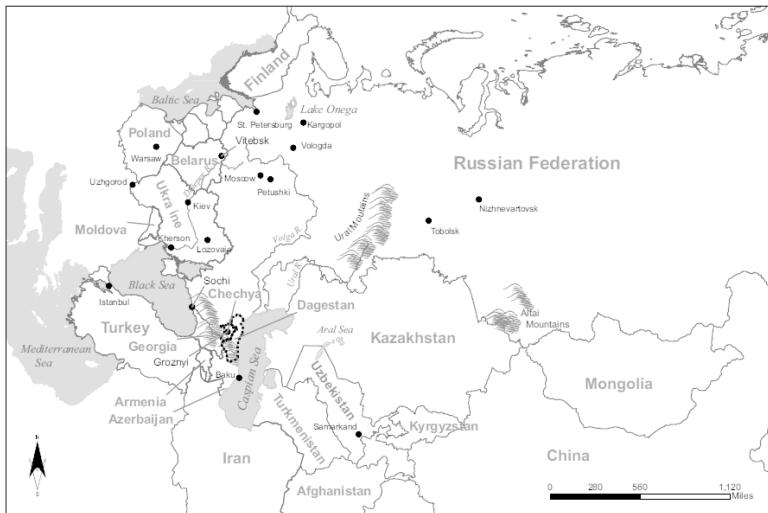 Finland
Baltic Sea
Lake Onega
St. Petersburg
Kargopol
Poland
Vologda
Vitebsk
Warsaw
Belarus
Russian Federation
Moscow
Petushki
Uzhgorod
Dnieper R.
Ukra ine
Kiev
Ural Moutains
Nizhnevartovsk
Tobolsk
Moldova
Kherson
Lozovaia
Volga R.
Ural R.
Black Sea
Sochi
Istanbul
Chechya
Dagestan
Altai
Mountains
Turkey
Aral Sea
Kazakhstan
Georgia
Mediterranean
Sea
Groznyi
Caspian Sea
Uzbekistan
Mongolia
Baku
Armenia
Azerbaijan
Turkmenistan
Samarkand
Kyrgyzstan
Iran
China
Afghanistan
N
S
0 280 560 1,120
Miles